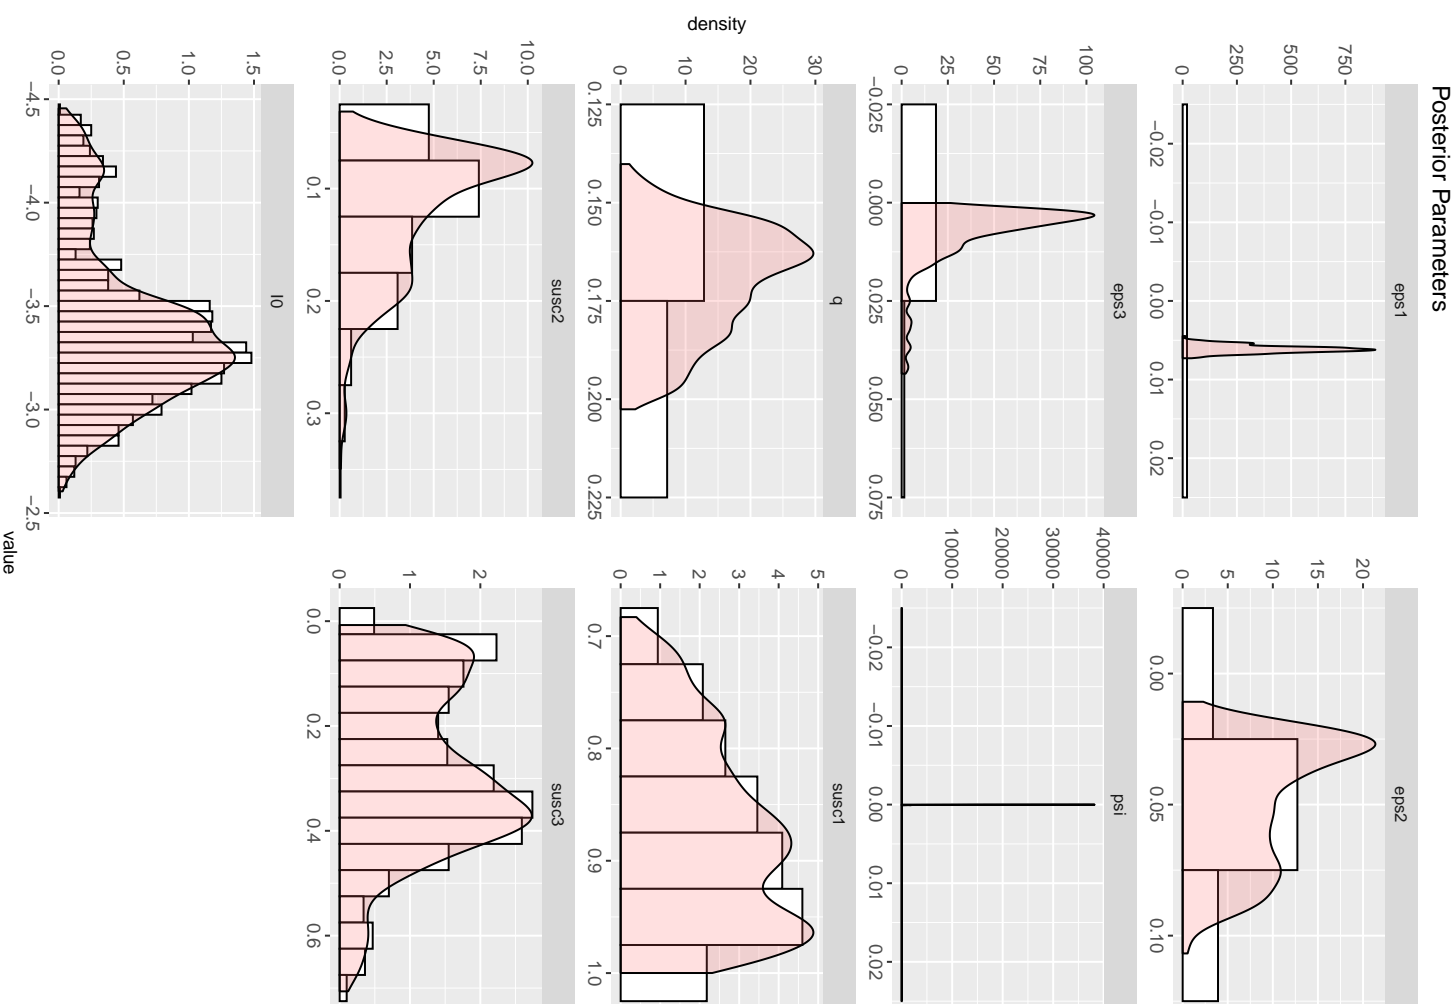 Posterior Parameters
eps1
eps2
750
500
250
0
20
15
10
5
0
−0.02 −0.01 0.00 0.01 0.02
0.00 0.05 0.10
eps3
psi
100
75
50
25
0
40000
30000
20000
10000
0
−0.025 0.000 0.025 0.050 0.075
−0.02 −0.01 0.00 0.01 0.02
q
susc1
30
20
10
0
5
4
3
2
1
0
0.125 0.150 0.175 0.200 0.225
0.7 0.8 0.9 1.0
density
susc2
susc3
10.0
7.5
5.0
2.5
0.0
2
1
0
0.1 0.2 0.3
0.0 0.2 0.4 0.6
I0
1.5
1.0
0.5
0.0
−4.5 −4.0 −3.5 −3.0 −2.5
value